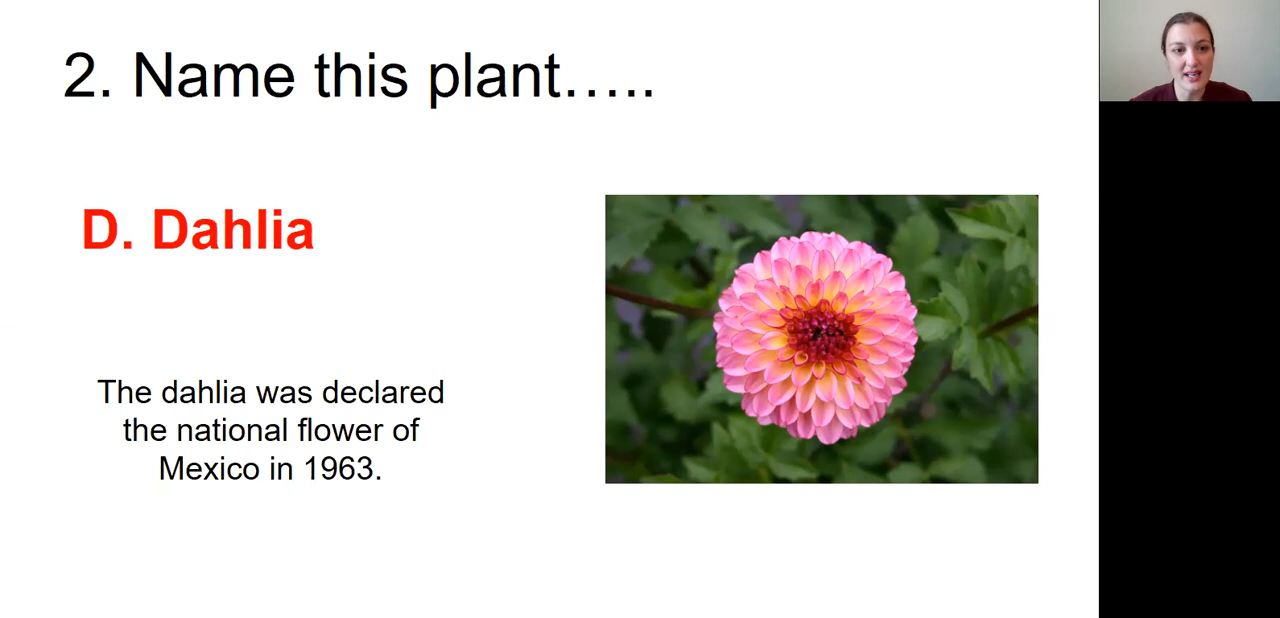 2. Name this plant.....
D. Dahlia
The dahlia was declared
the national flower of
Mexico in 1963.